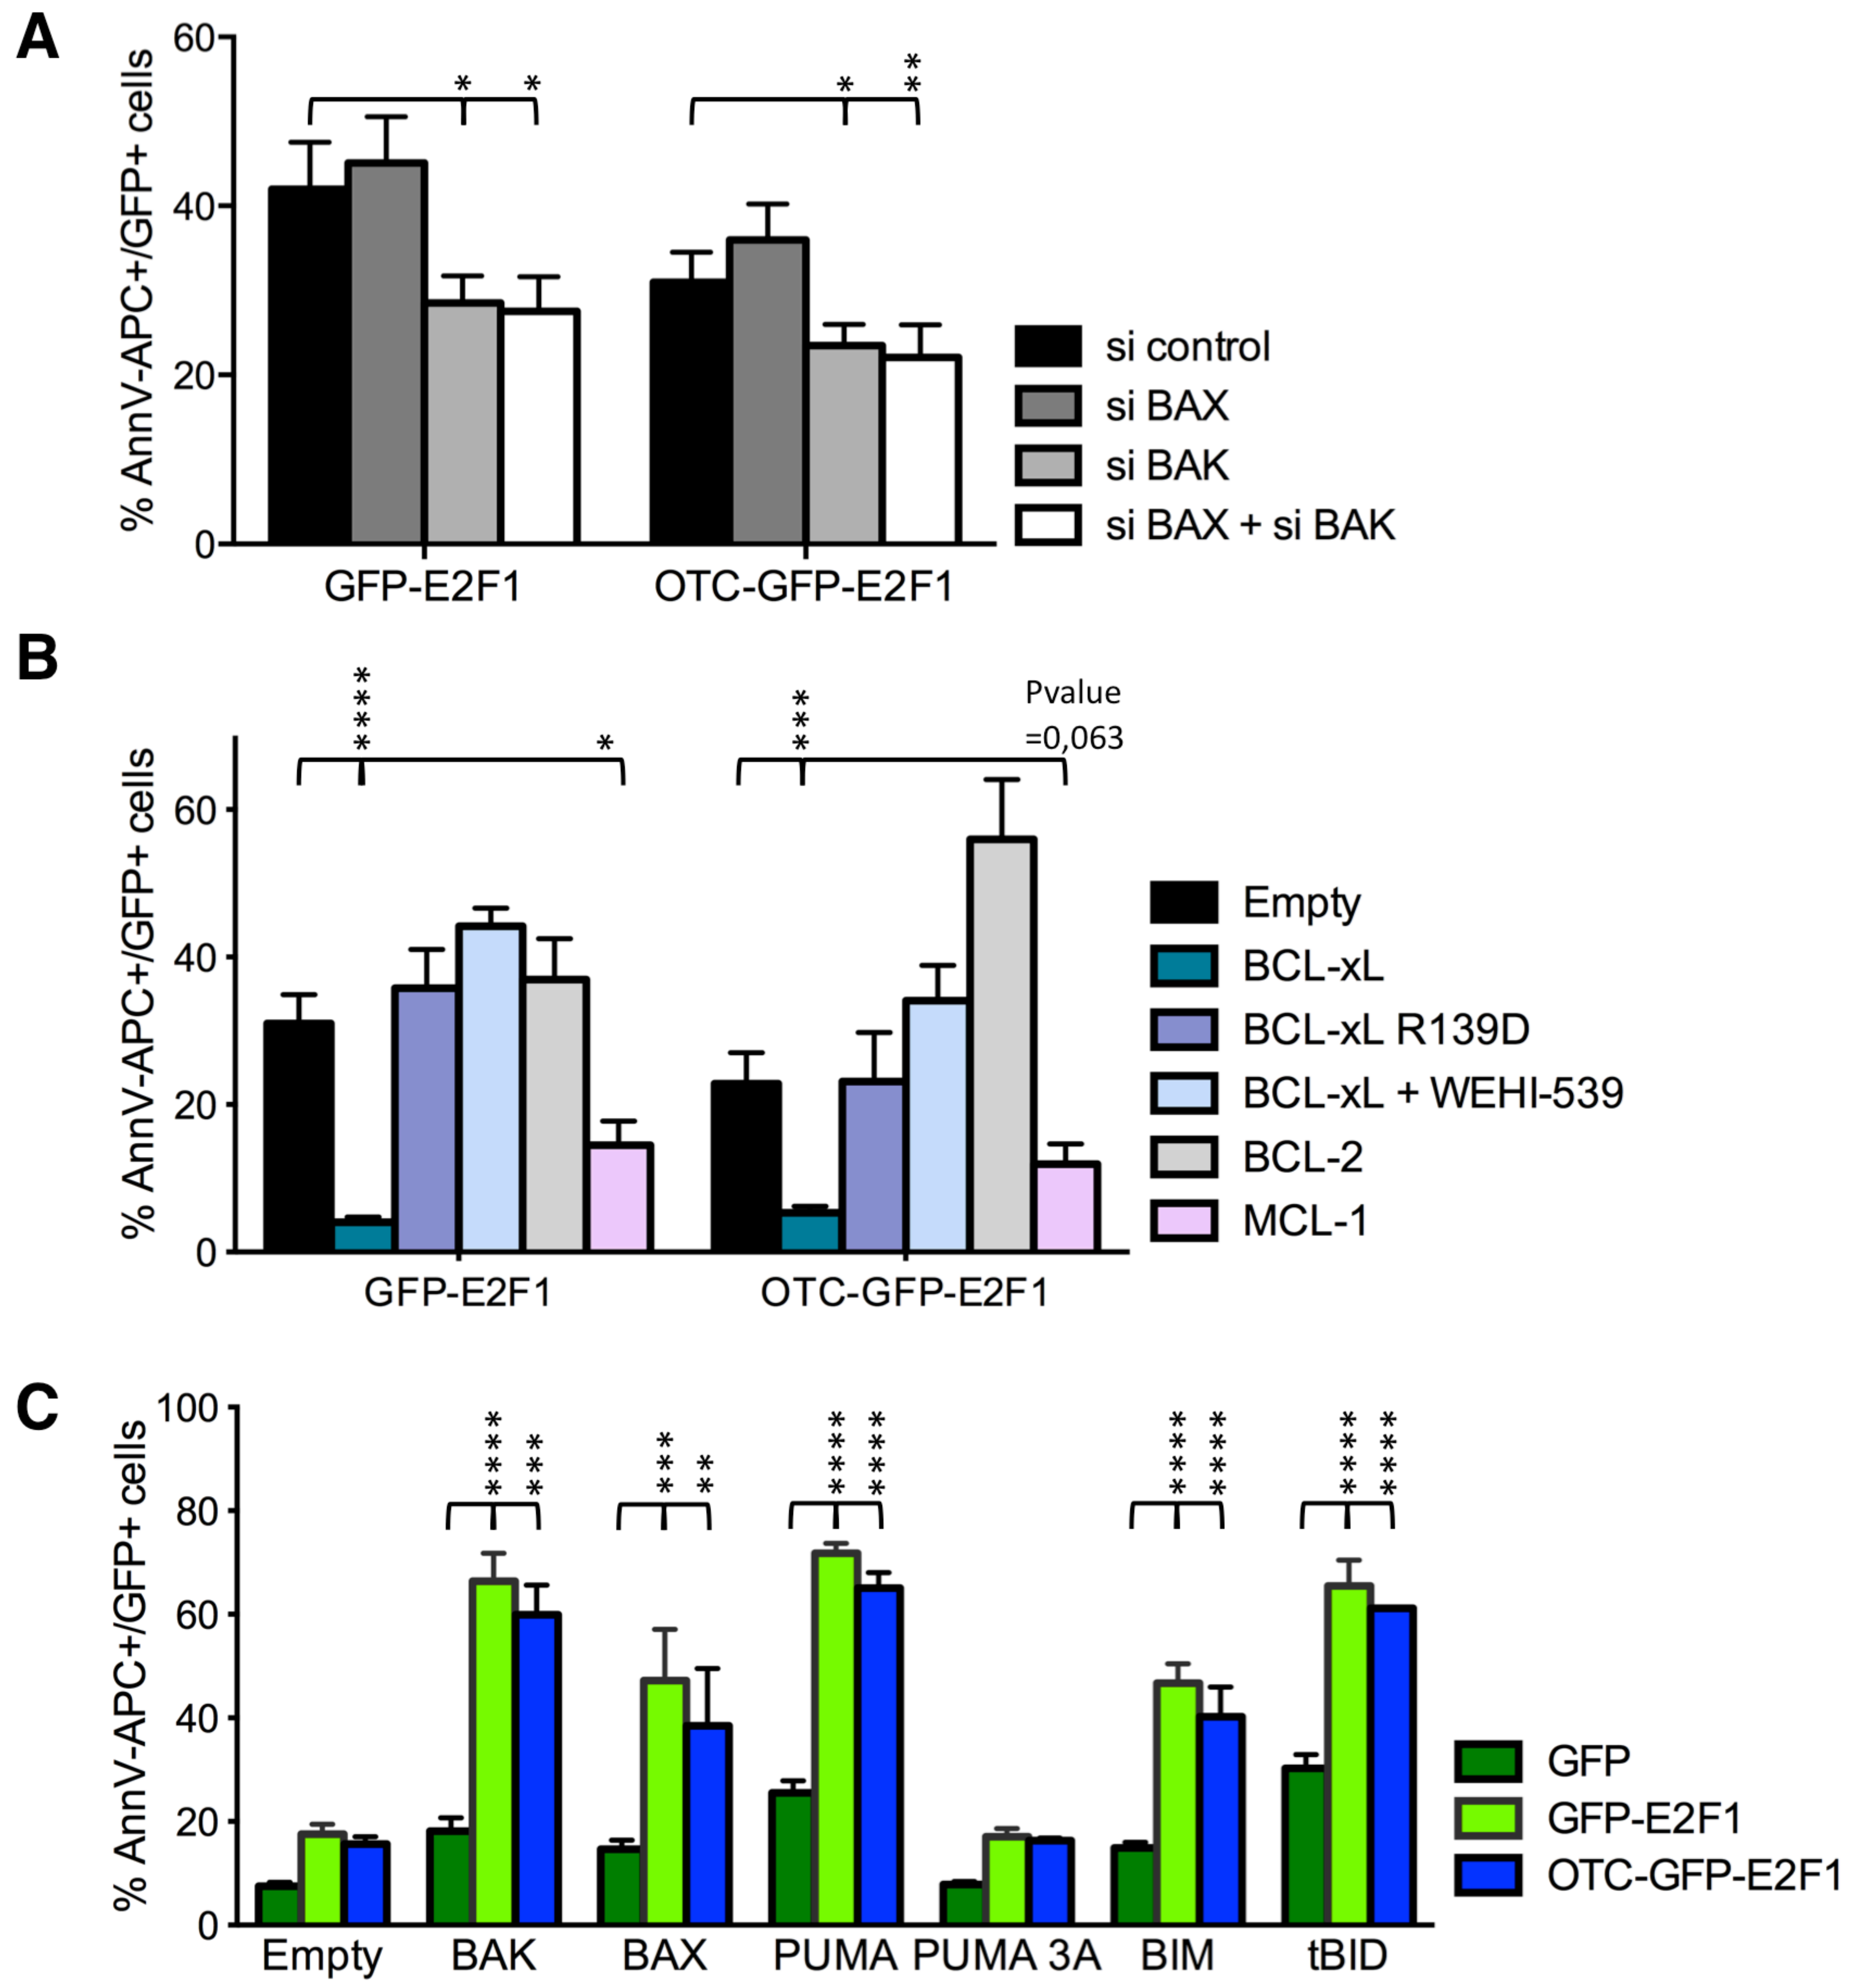 A
% AnnV-APC+/GFP+ cells
60
40
20
0
* *
* **
GFP-E2F1 OTC-GFP-E2F1
si control
si BAX
si BAK
si BAX + si BAK
B
% AnnV-APC+/GFP+ cells
60
40
20
0
**** *
*** Pvalue
=0,063
GFP-E2F1 OTC-GFP-E2F1
Empty
BCL-xL
BCL-xL R139D
BCL-xL + WEHI-539
BCL-2
MCL-1
C
% AnnV-APC+/GFP+ cells
100
80
60
40
20
0
**** *** *** ** **** **** **** **** **** ****
Empty BAK BAX PUMA PUMA 3A BIM tBID
GFP
GFP-E2F1
OTC-GFP-E2F1